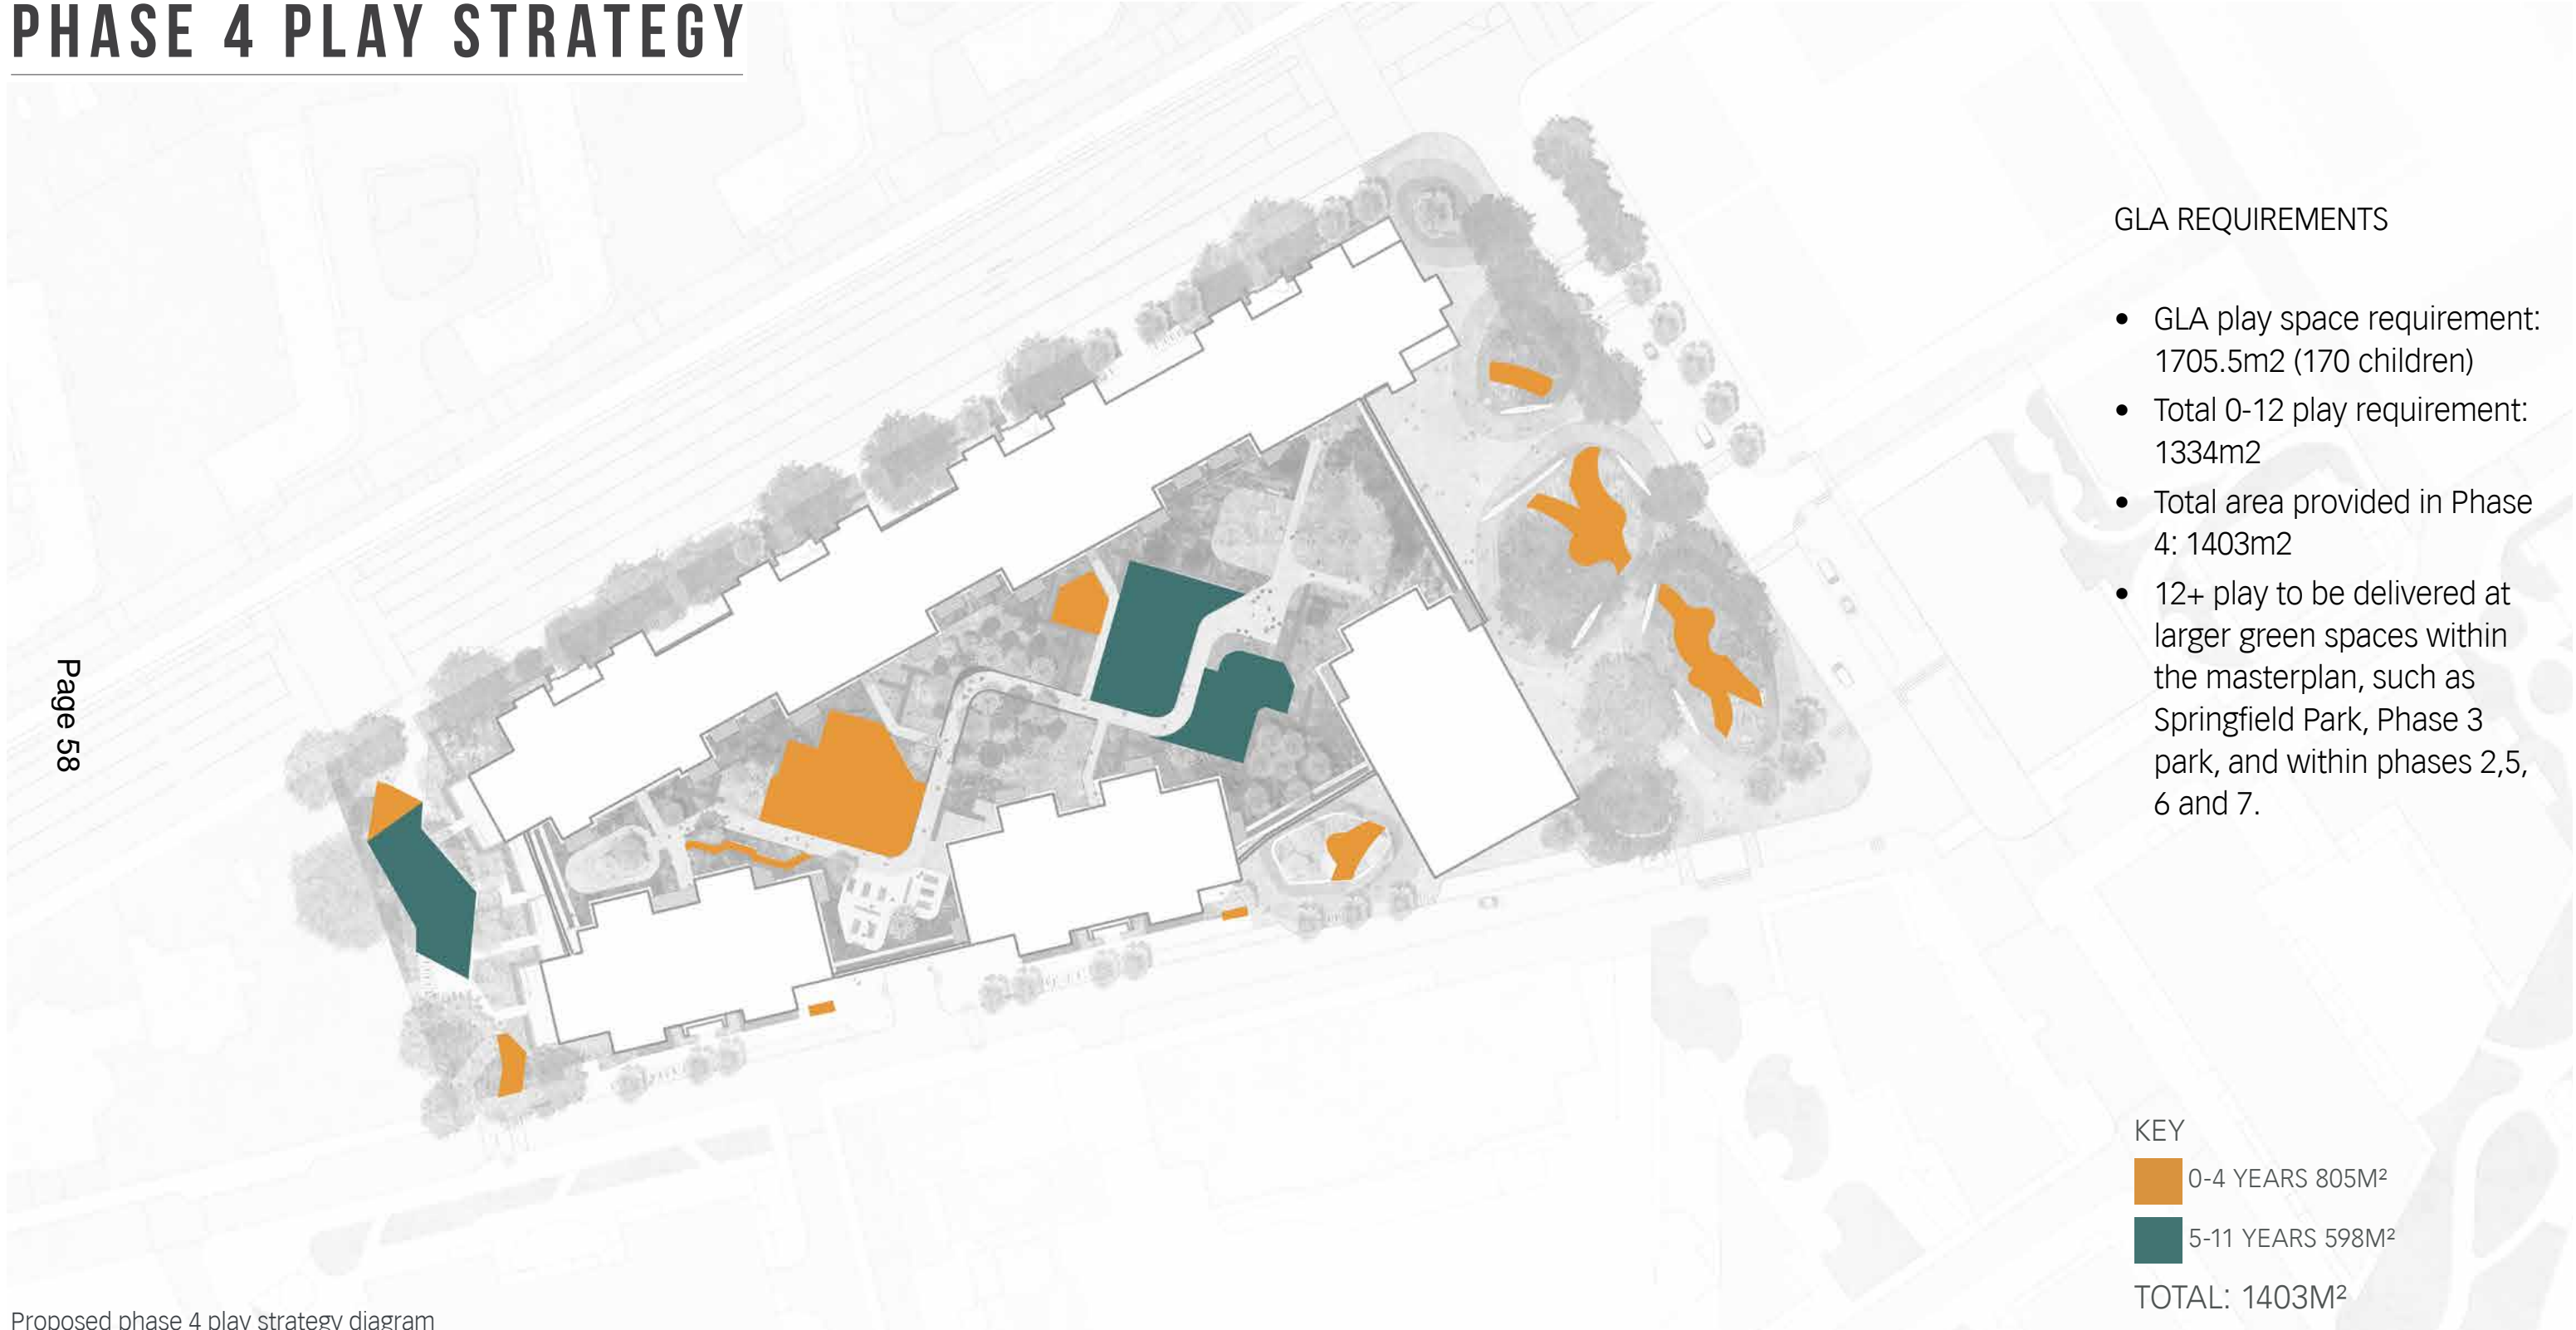 PHASE 4 PLAY STRATEGY
GLA REQUIREMENTS
• GLA play space requirement:
1705.5m2 (170 children)
• Total 0-12 play requirement:
1334m2
• Total area provided in Phase
4: 1403m2
• 12+ play to be delivered at
larger green spaces within
the masterplan, such as
Springfield Park, Phase 3
park, and within phases 2,5,
6 and 7.
Page 58
KEY
0-4 YEARS 805M²
5-11 YEARS 598M²
TOTAL: 1403M²
Proposed phase 4 play strategy diagram